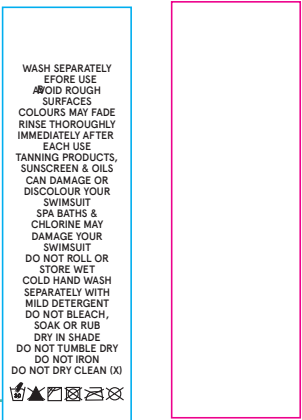 WASH SEPARATELY
EFORE USE
AVOID ROUGH
SURFACES
COLOURS MAY FADE
RINSE THOROUGHLY
IMMEDIATELY AFTER
EACH USE
TANNING PRODUCTS,
SUNSCREEN & OILS
CAN DAMAGE OR
DISCOLOUR YOUR
SWIMSUIT
SPA BATHS &
CHLORINE MAY
DAMAGE YOUR
SWIMSUIT
DO NOT ROLL OR
STORE WET
COLD HAND WASH
SEPARATELY WITH
MILD DETERGENT
DO NOT BLEACH,
SOAK OR RUB
DRY IN SHADE
DO NOT TUMBLE DRY
DO NOT IRON
DO NOT DRY CLEAN (X)
30